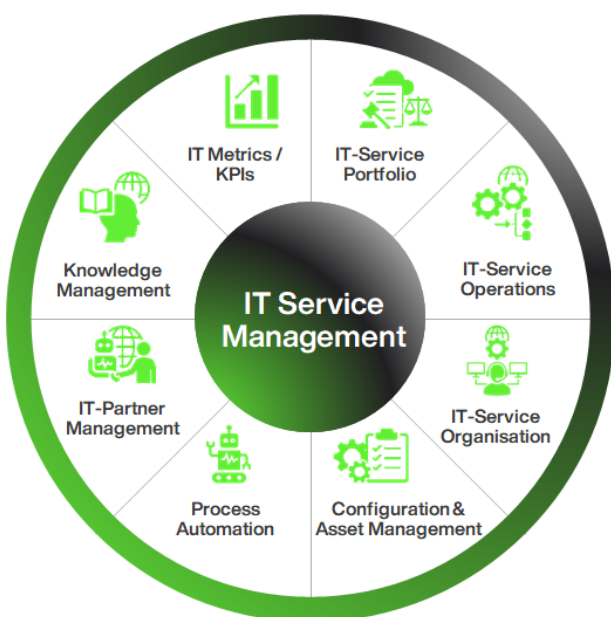 IT Metrics /
KPIs
IT-Service
Portfolio
Knowledge
Management
IT-Service
Operations
IT Service
Management
IT-Partner
Management
IT-Service
Organisation
Process
Automation
Configuration &
Asset Management